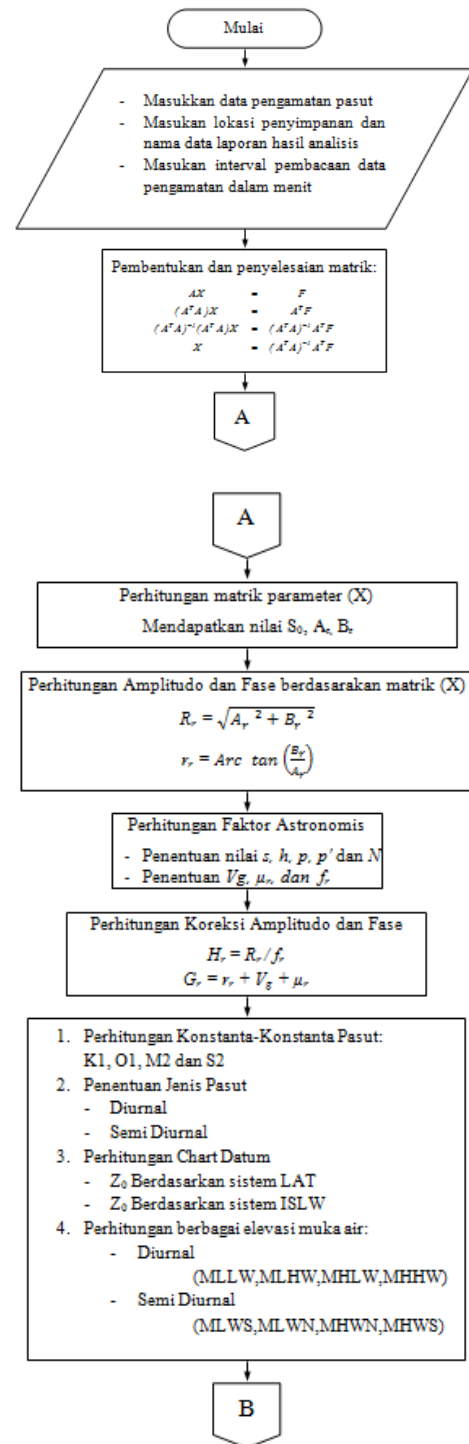 Mulai
- Masukkan data pengamatan pasut
- Masukan lokasi penyimpanan dan
nama data laporan hasil analisis
- Masukan interval pembacaan data
pengamatan dalam menit
Pembentukan dan penyelesaian matrik:
AX = F
(AᵀA)X = AᵀF
(AᵀA)⁻¹(AᵀA)X = (AᵀA)⁻¹AᵀF
X = (AᵀA)⁻¹AᵀF
A
A
Perhitungan matrik parameter (X)
Mendapatkan nilai S₀, Aᵣ, Bᵣ
Perhitungan Amplitudo dan Fase berdasarakan matrik (X)
Rᵣ = √(Aᵣ ² + Bᵣ ²)
rᵣ = Arc tan (Bᵣ/Aᵣ)
Perhitungan Faktor Astronomis
- Penentuan nilai s, h, p, p' dan N
- Penentuan Vg, μᵣ, dan fᵣ
Perhitungan Koreksi Amplitudo dan Fase
Hᵣ = Rᵣ/fᵣ
Gᵣ = rᵣ + V_g + μᵣ
1. Perhitungan Konstanta-Konstanta Pasut:
K1, O1, M2 dan S2
2. Penentuan Jenis Pasut
- Diurnal
- Semi Diurnal
3. Perhitungan Chart Datum
- Z₀ Berdasarkan sistem LAT
- Z₀ Berdasarkan sistem ISLW
4. Perhitungan berbagai elevasi muka air:
- Diurnal
(MLLW,MLHW,MHLW,MHHW)
- Semi Diurnal
(MLWS,MLWN,MHWN,MHWS)
B